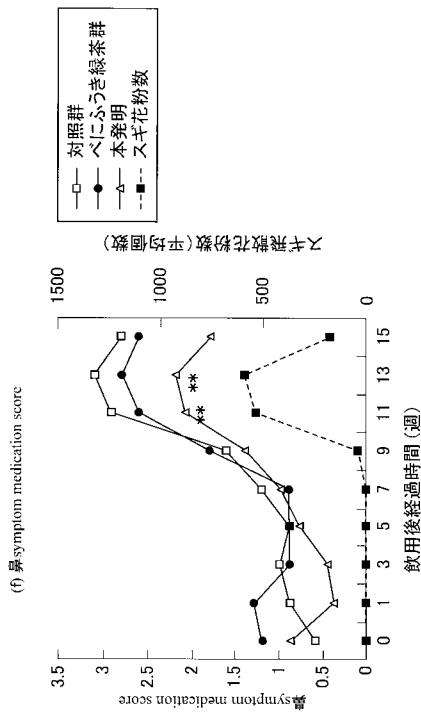 (f) 鼻symptom medication score
対照群
べにふうき緑茶群
本発明
スギ花粉数
鼻symptom medication score
3.5
3
2.5
2
1.5
1
0.5
0
スギ飛散花粉数(平均個数)
1500
1000
500
0
**
**
0 1 3 5 7 9 11 13 15
飲用後経過時間(週)